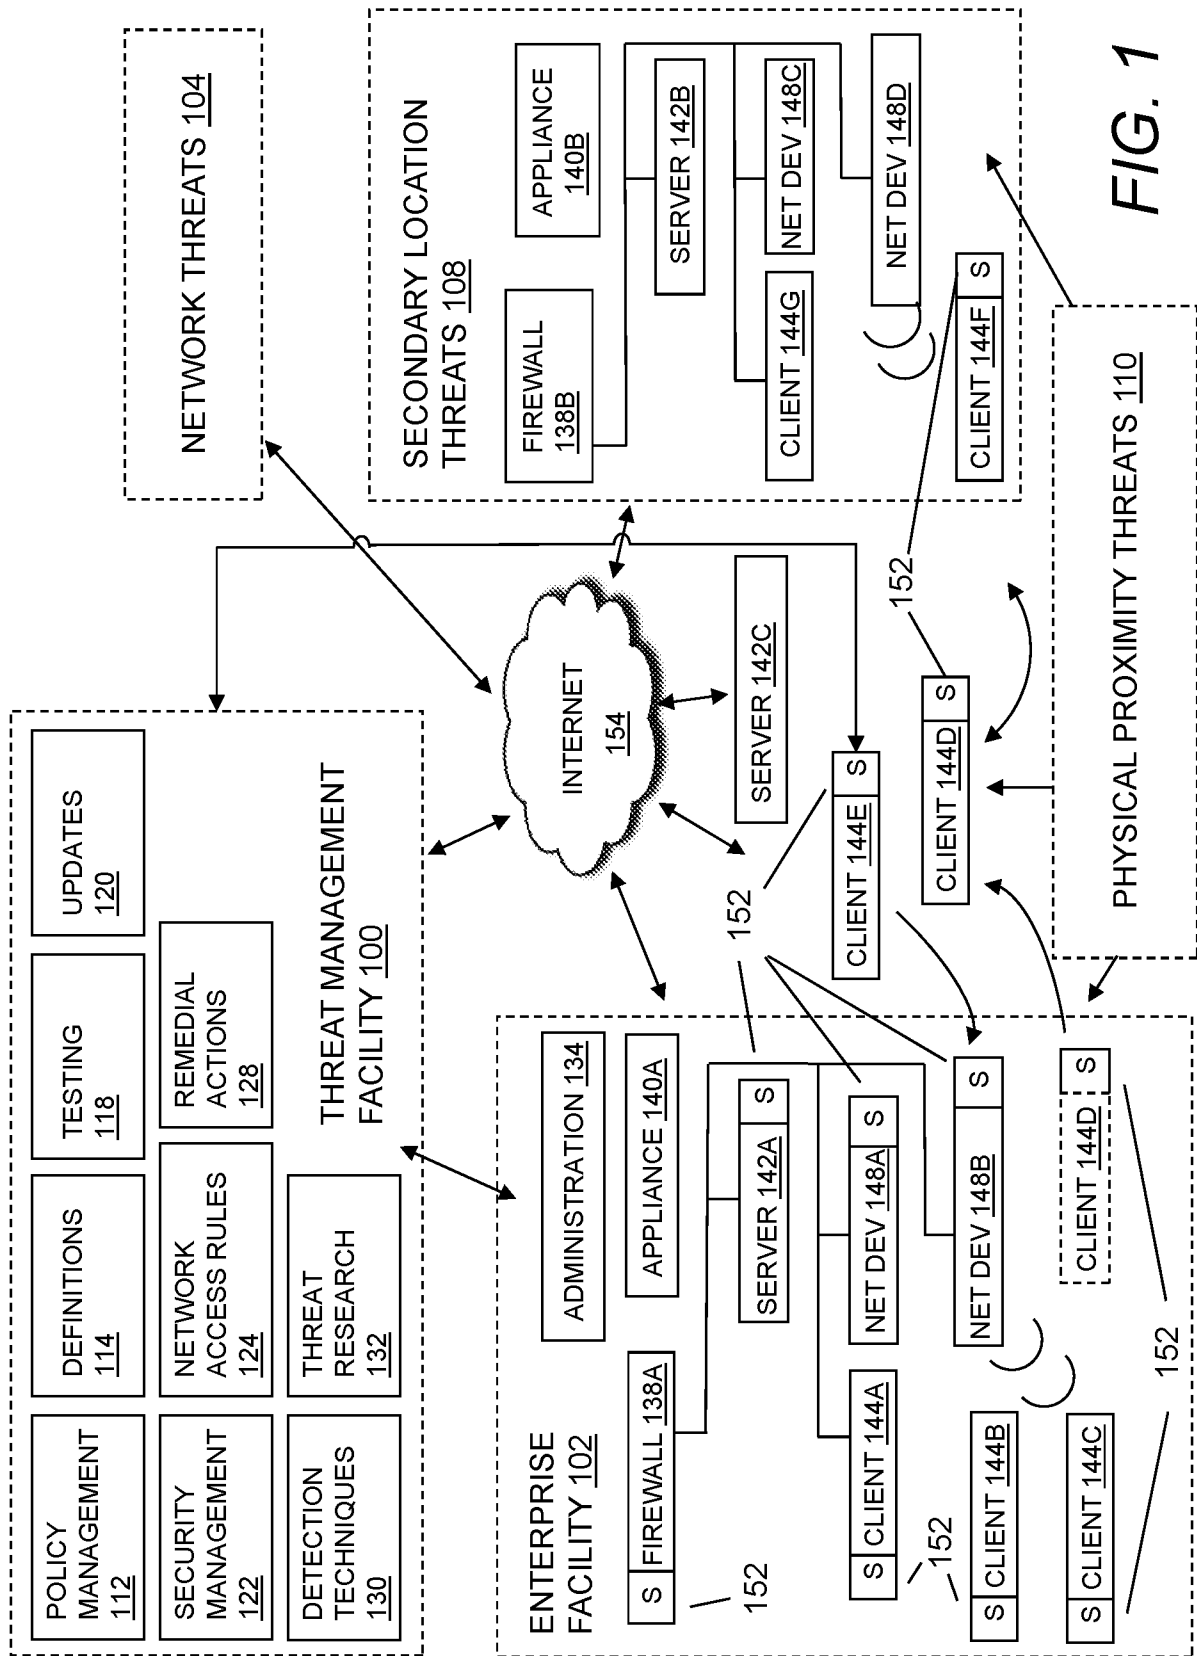 POLICY
MANAGEMENT
112
DEFINITIONS
114
TESTING
118
UPDATES
120
SECURITY
MANAGEMENT
122
NETWORK
ACCESS RULES
124
REMEDIAL
ACTIONS
128
DETECTION
TECHNIQUES
130
THREAT
RESEARCH
132
THREAT MANAGEMENT
FACILITY 100
NETWORK THREATS 104
INTERNET
154
ENTERPRISE
FACILITY 102
ADMINISTRATION 134
S FIREWALL 138A
APPLIANCE 140A
152
SERVER 142A S
S CLIENT 144A
NET DEV 148A S
152
S CLIENT 144B
NET DEV 148B S
S CLIENT 144C
CLIENT 144D S
152
152
SERVER 142C
CLIENT 144E S
CLIENT 144D S
152
SECONDARY LOCATION
THREATS 108
FIREWALL
138B
APPLIANCE
140B
SERVER 142B
CLIENT 144G
NET DEV 148C
NET DEV 148D
CLIENT 144F S
PHYSICAL PROXIMITY THREATS 110
FIG. 1